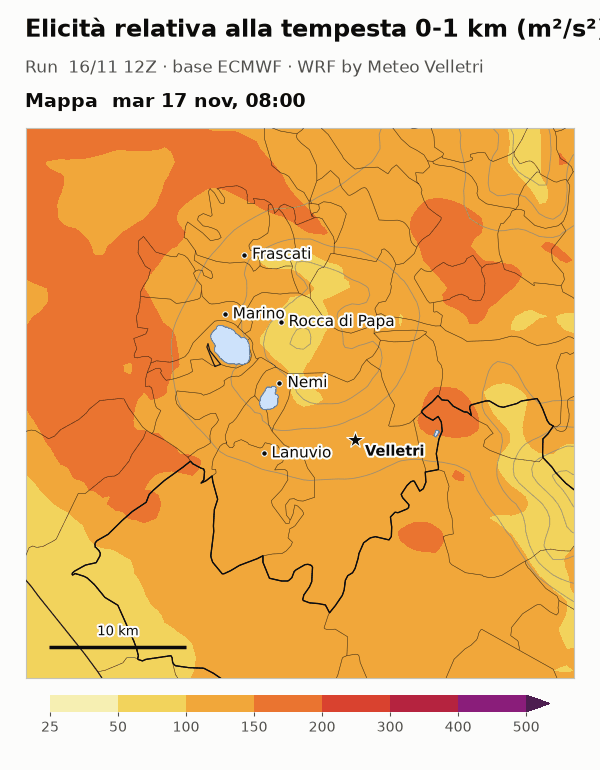 Elicità relativa alla tempesta 0-1 km (m²/s²)
Run 16/11 12Z · base ECMWF · WRF by Meteo Velletri
Mappa mar 17 nov, 08:00
Frascati
Marino
Rocca di Papa
Nemi
Velletri
Lanuvio
10 km
25 50 100 150 200 300 400 500